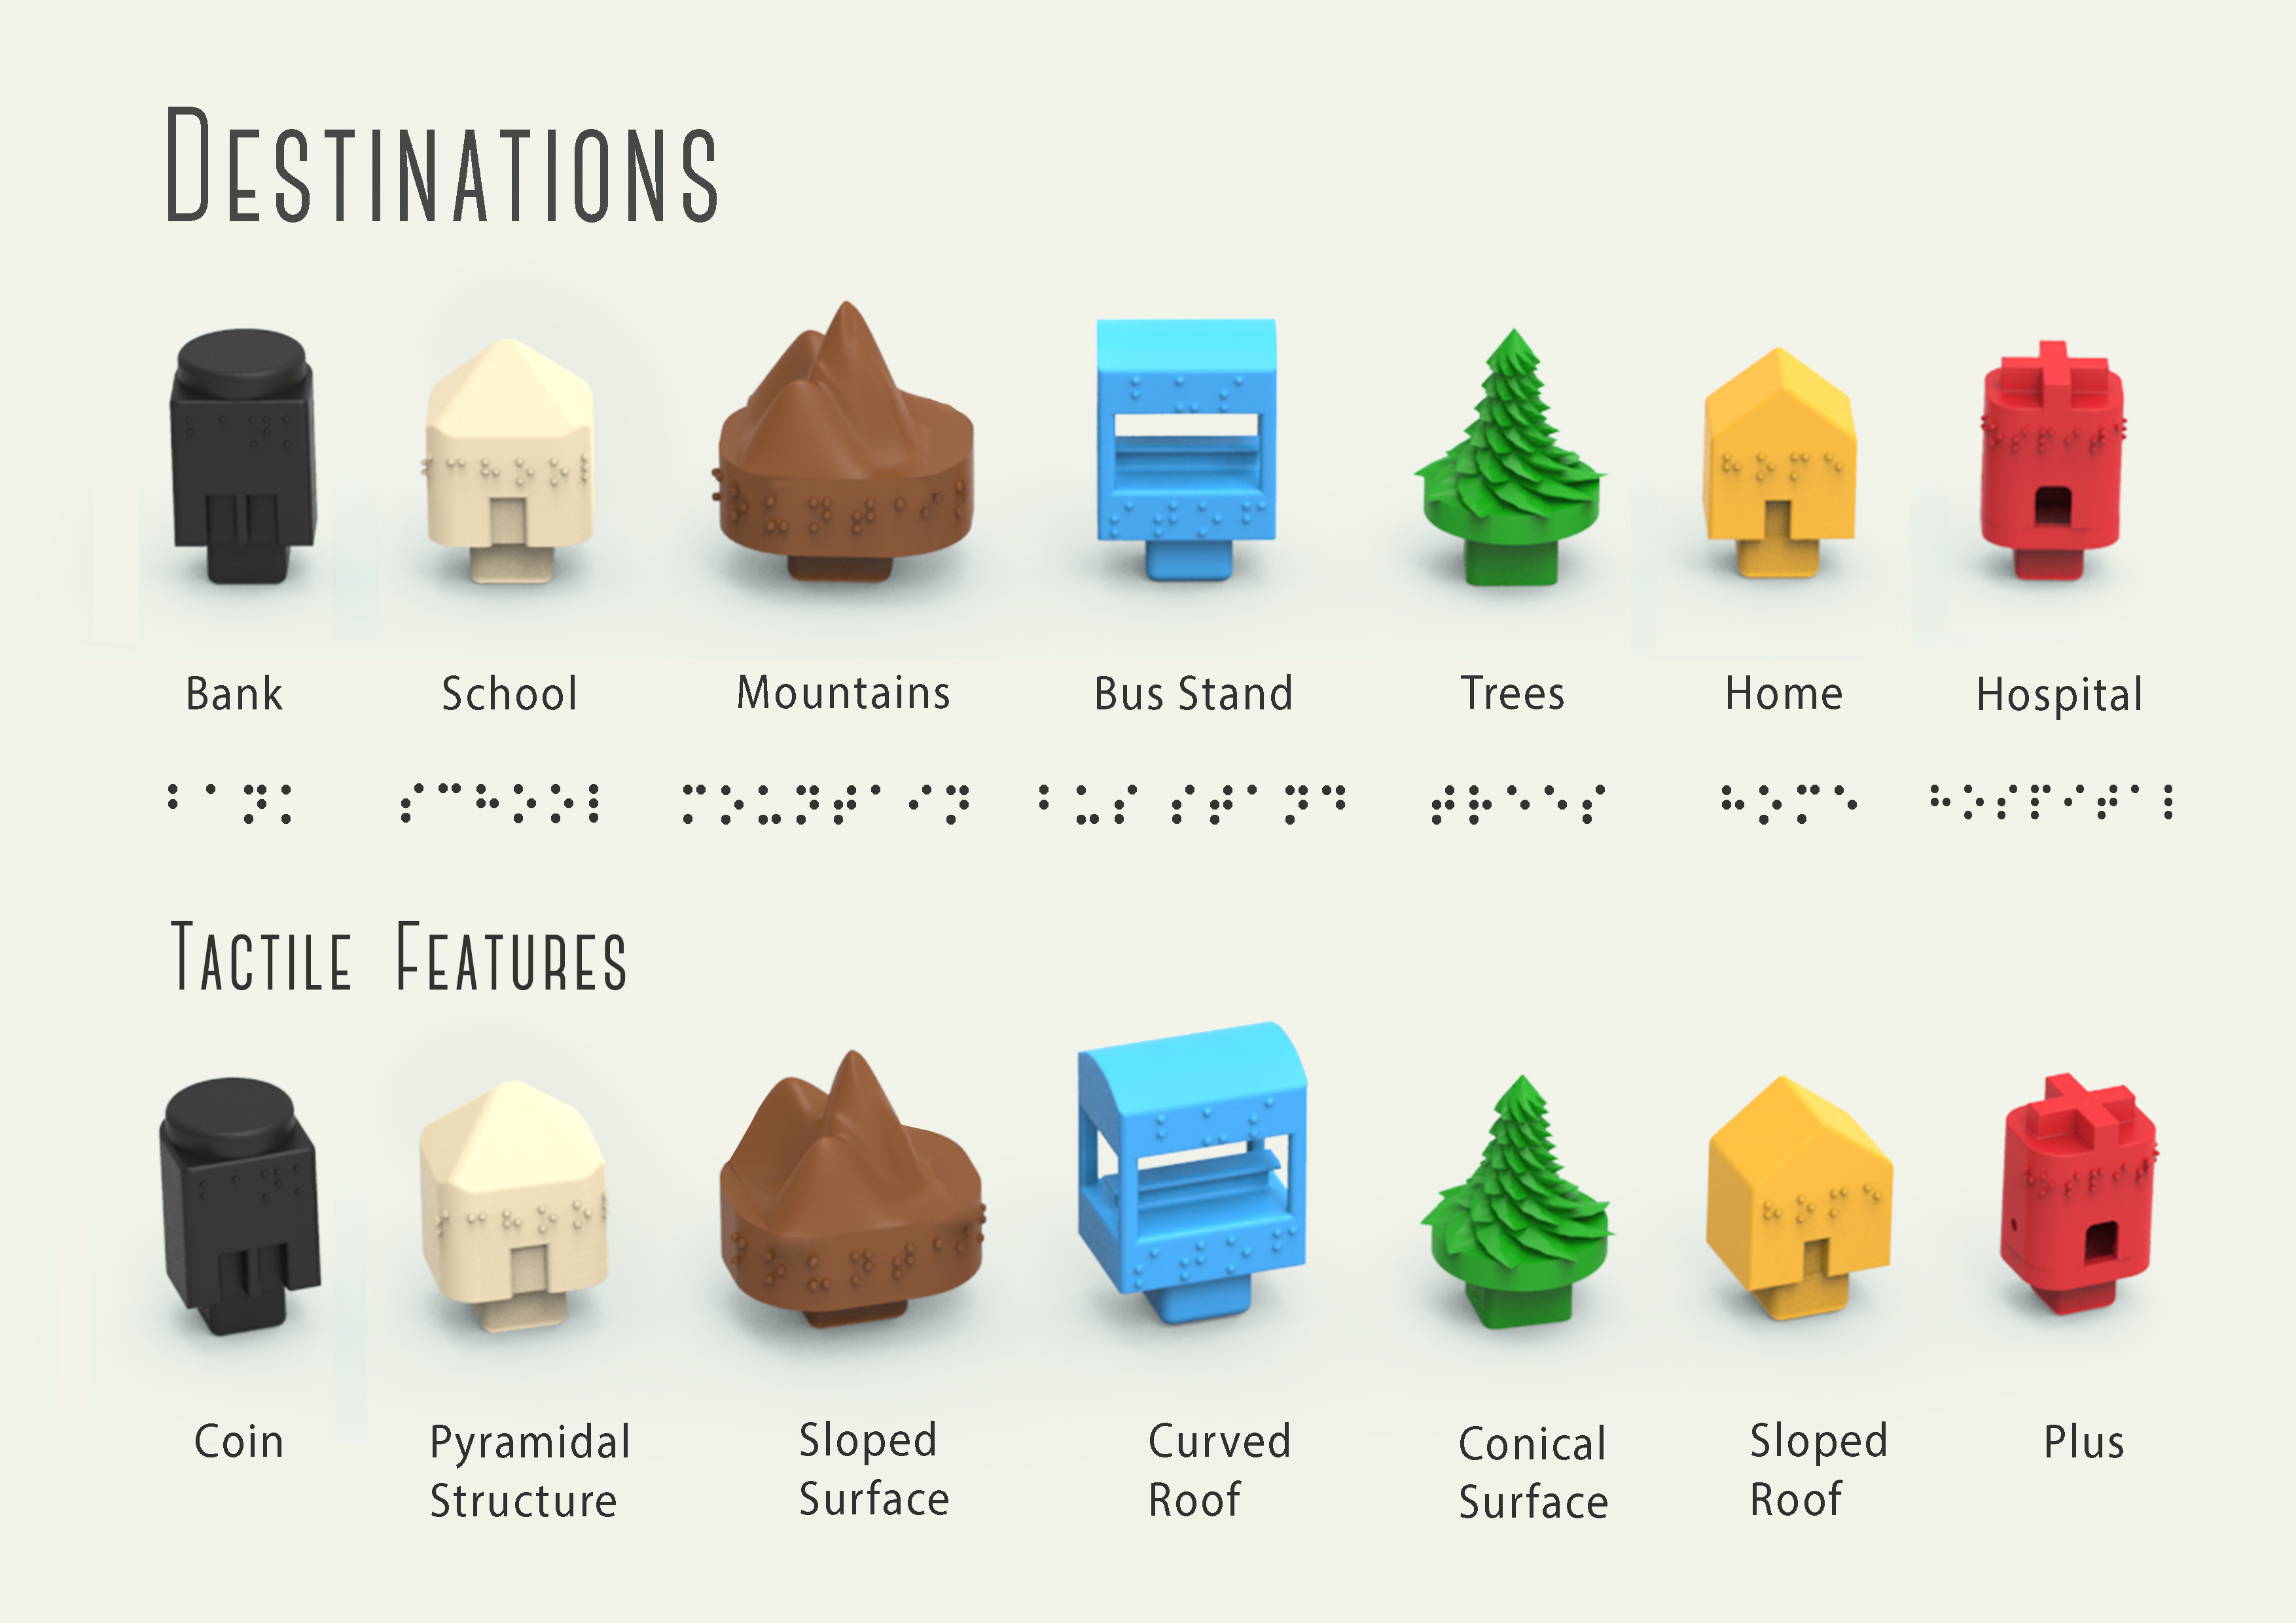 DESTINATIONS
Bank
School
Mountains
Bus Stand
Trees
Home
Hospital
⠃⠁⠝⠅
⠎⠉⠓⠕⠕⠇
⠍⠕⠥⠝⠞⠁⠊⠝
⠃⠥⠎ ⠎⠞⠁⠝⠙
⠞⠗⠑⠑⠎
⠓⠕⠍⠑
⠓⠕⠎⠏⠊⠞⠁⠇
TACTILE FEATURES
Coin
Pyramidal
Structure
Sloped
Surface
Curved
Roof
Conical
Surface
Sloped
Roof
Plus